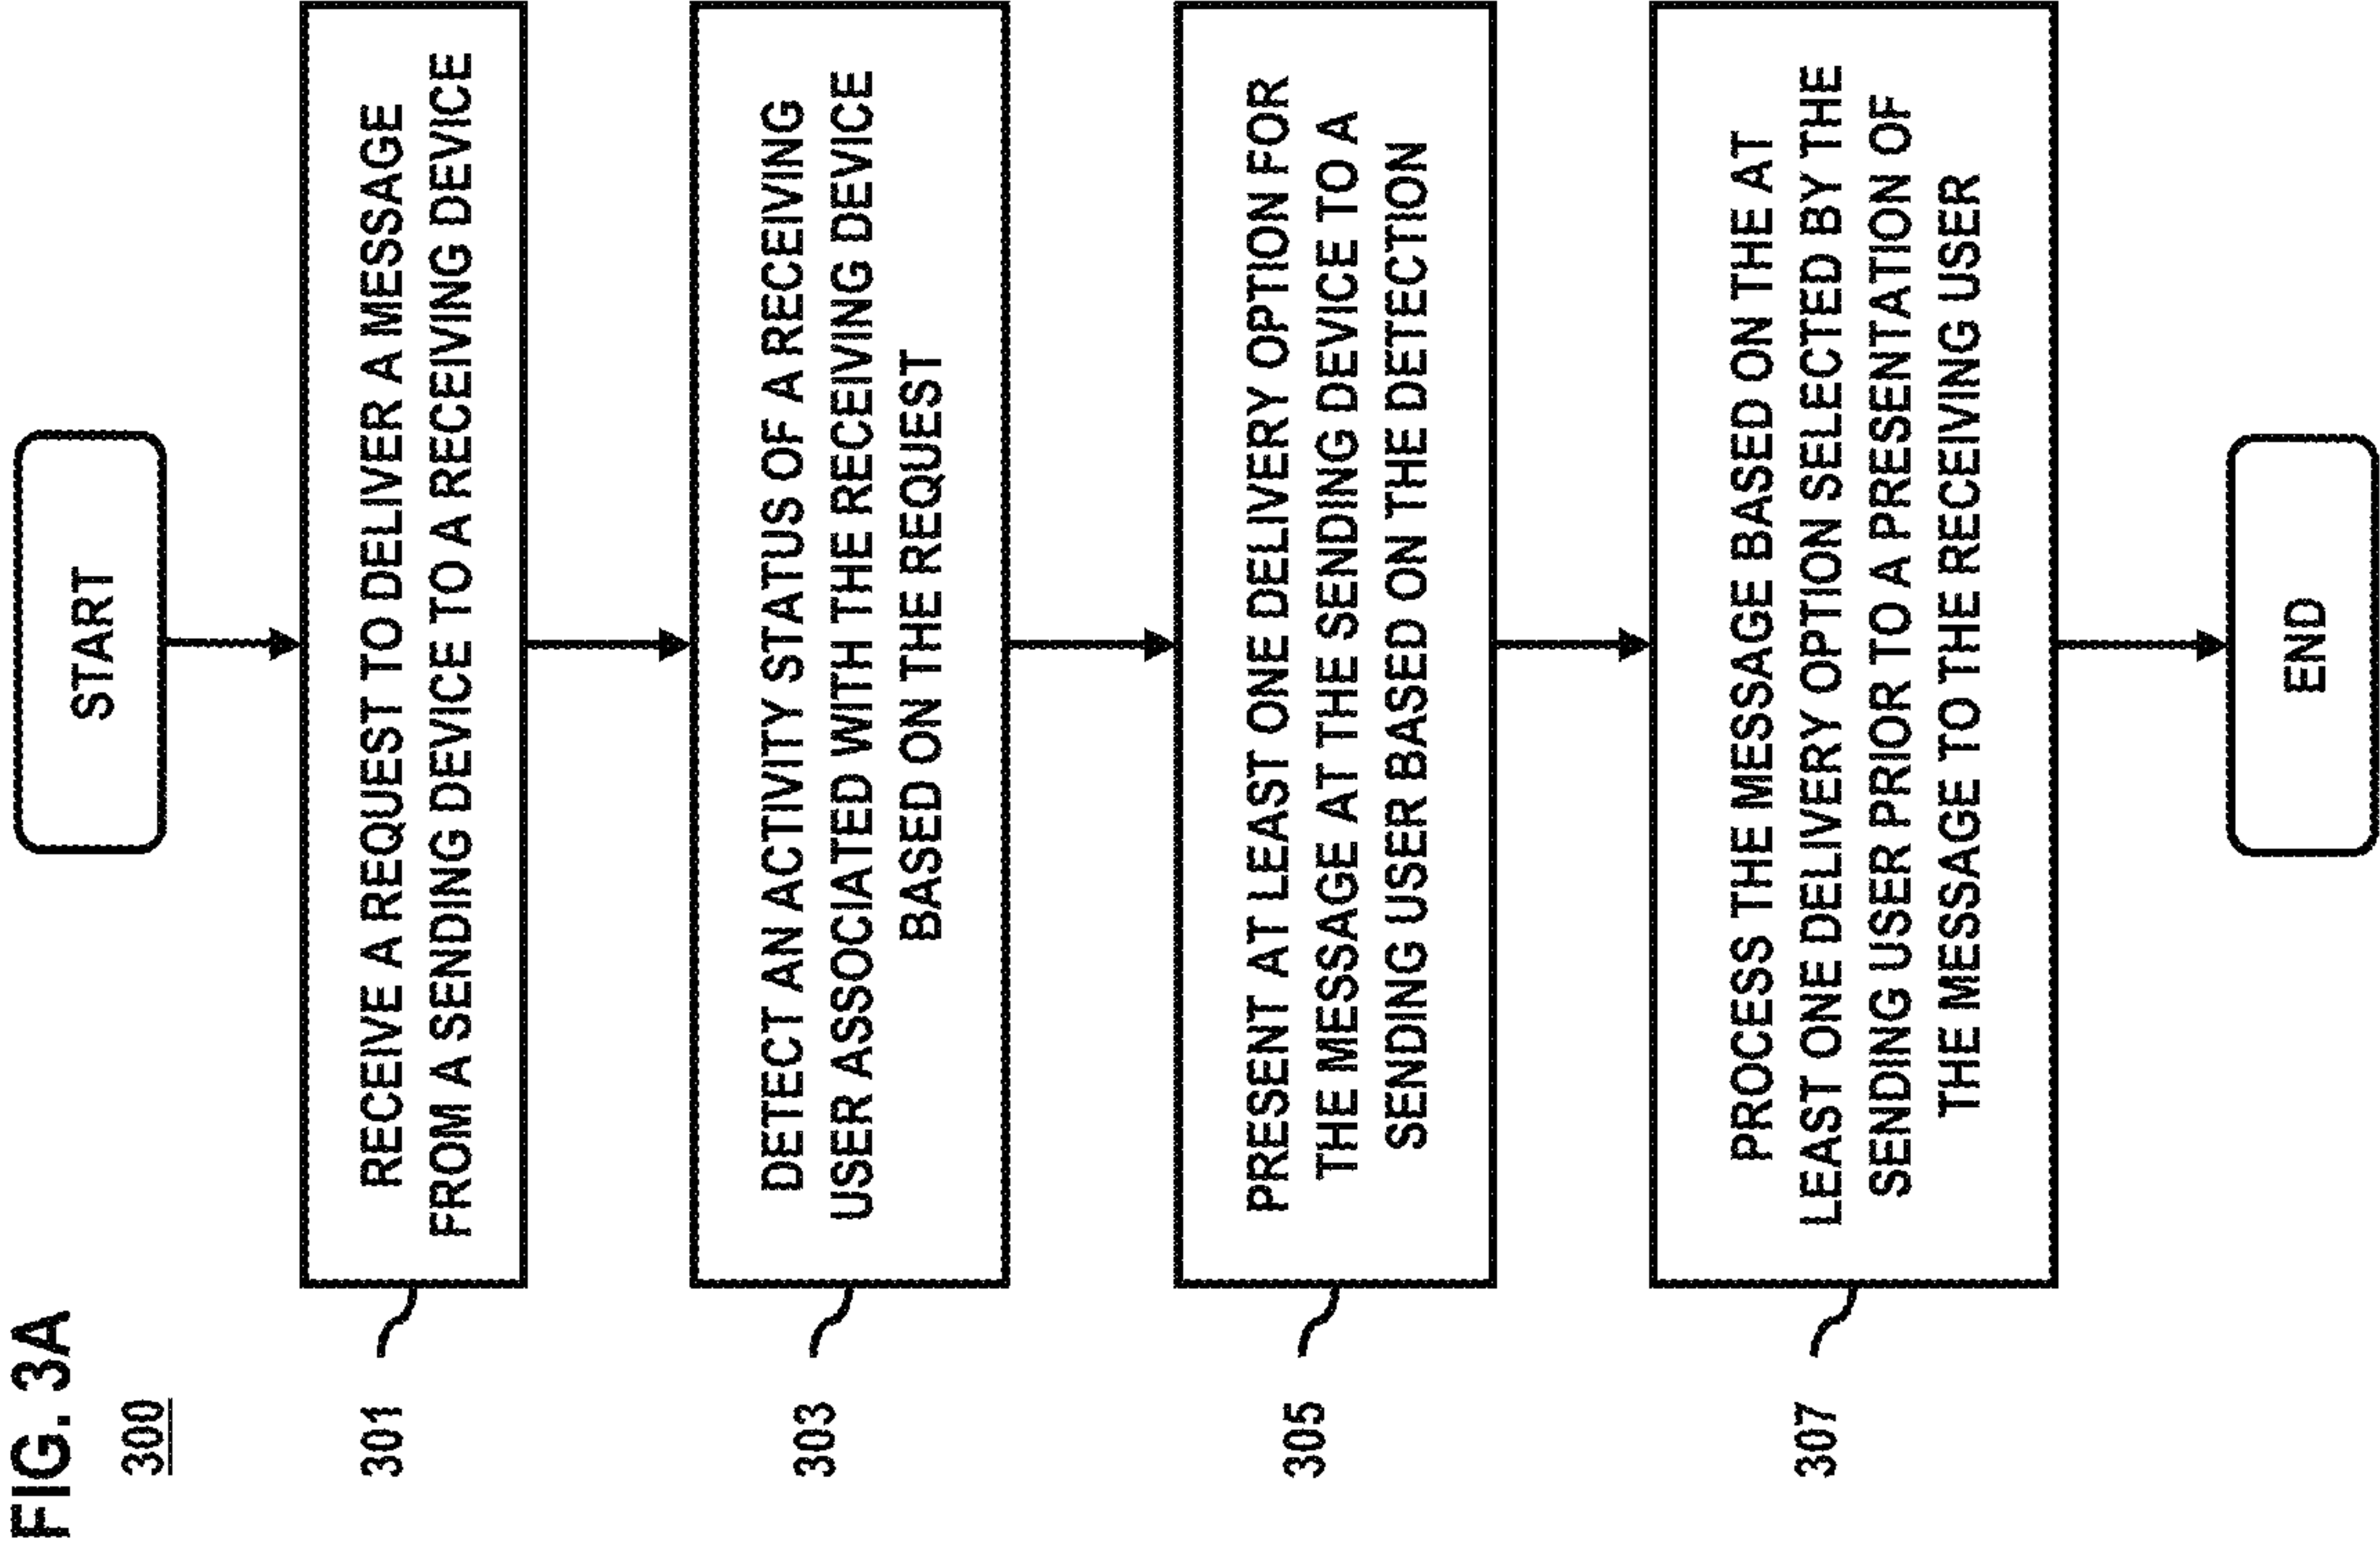 FIG. 3A
300
START
301
RECEIVE A REQUEST TO DELIVER A MESSAGE
FROM A SENDING DEVICE TO A RECEIVING DEVICE
303
DETECT AN ACTIVITY STATUS OF A RECEIVING
USER ASSOCIATED WITH THE RECEIVING DEVICE
BASED ON THE REQUEST
305
PRESENT AT LEAST ONE DELIVERY OPTION FOR
THE MESSAGE AT THE SENDING DEVICE TO A
SENDING USER BASED ON THE DETECTION
307
PROCESS THE MESSAGE BASED ON THE AT
LEAST ONE DELIVERY OPTION SELECTED BY THE
SENDING USER PRIOR TO A PRESENTATION OF
THE MESSAGE TO THE RECEIVING USER
END